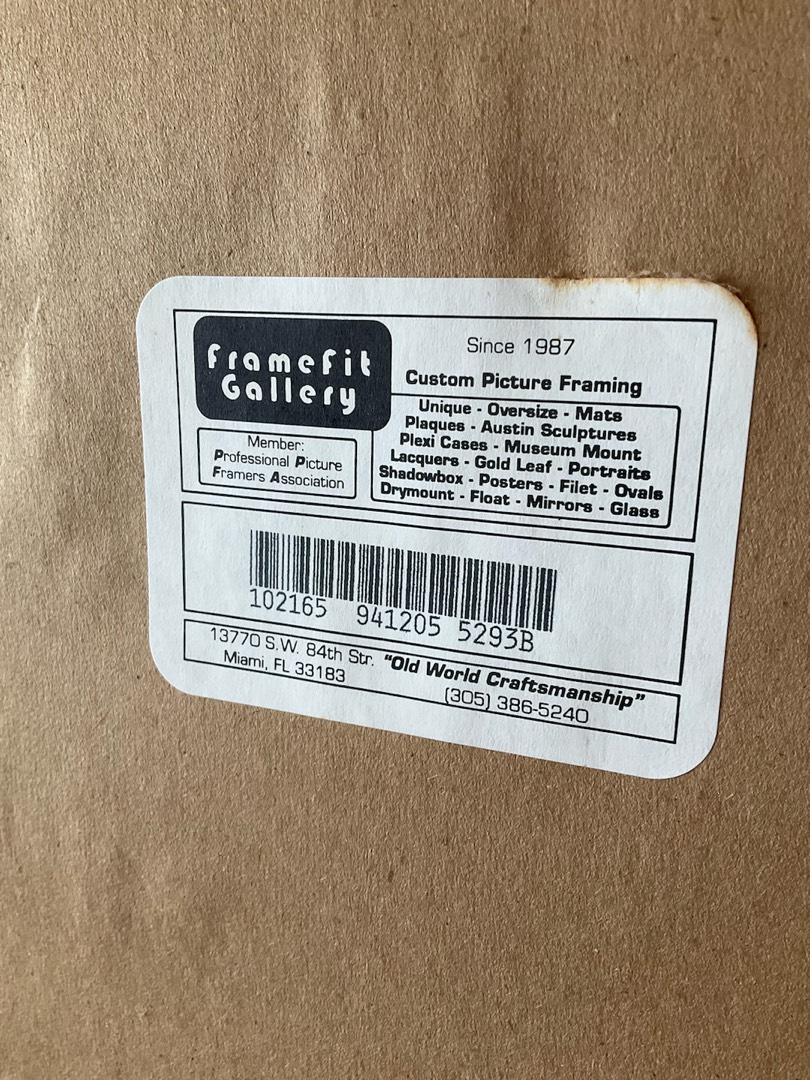 FrameFit
Gallery
Since 1987
Custom Picture Framing
Unique - Oversize - Mats
Plaques - Austin Sculptures
Plexi Cases - Museum Mount
Lacquers - Gold Leaf - Portraits
Shadowbox - Posters - Filet - Ovals
Drymount - Float - Mirrors - Glass
Member:
Professional Picture
Framers Association
102165 941205 5293B
13770 S.W. 84th Str.
Miami, FL 33183
"Old World Craftsmanship"
(305) 386-5240